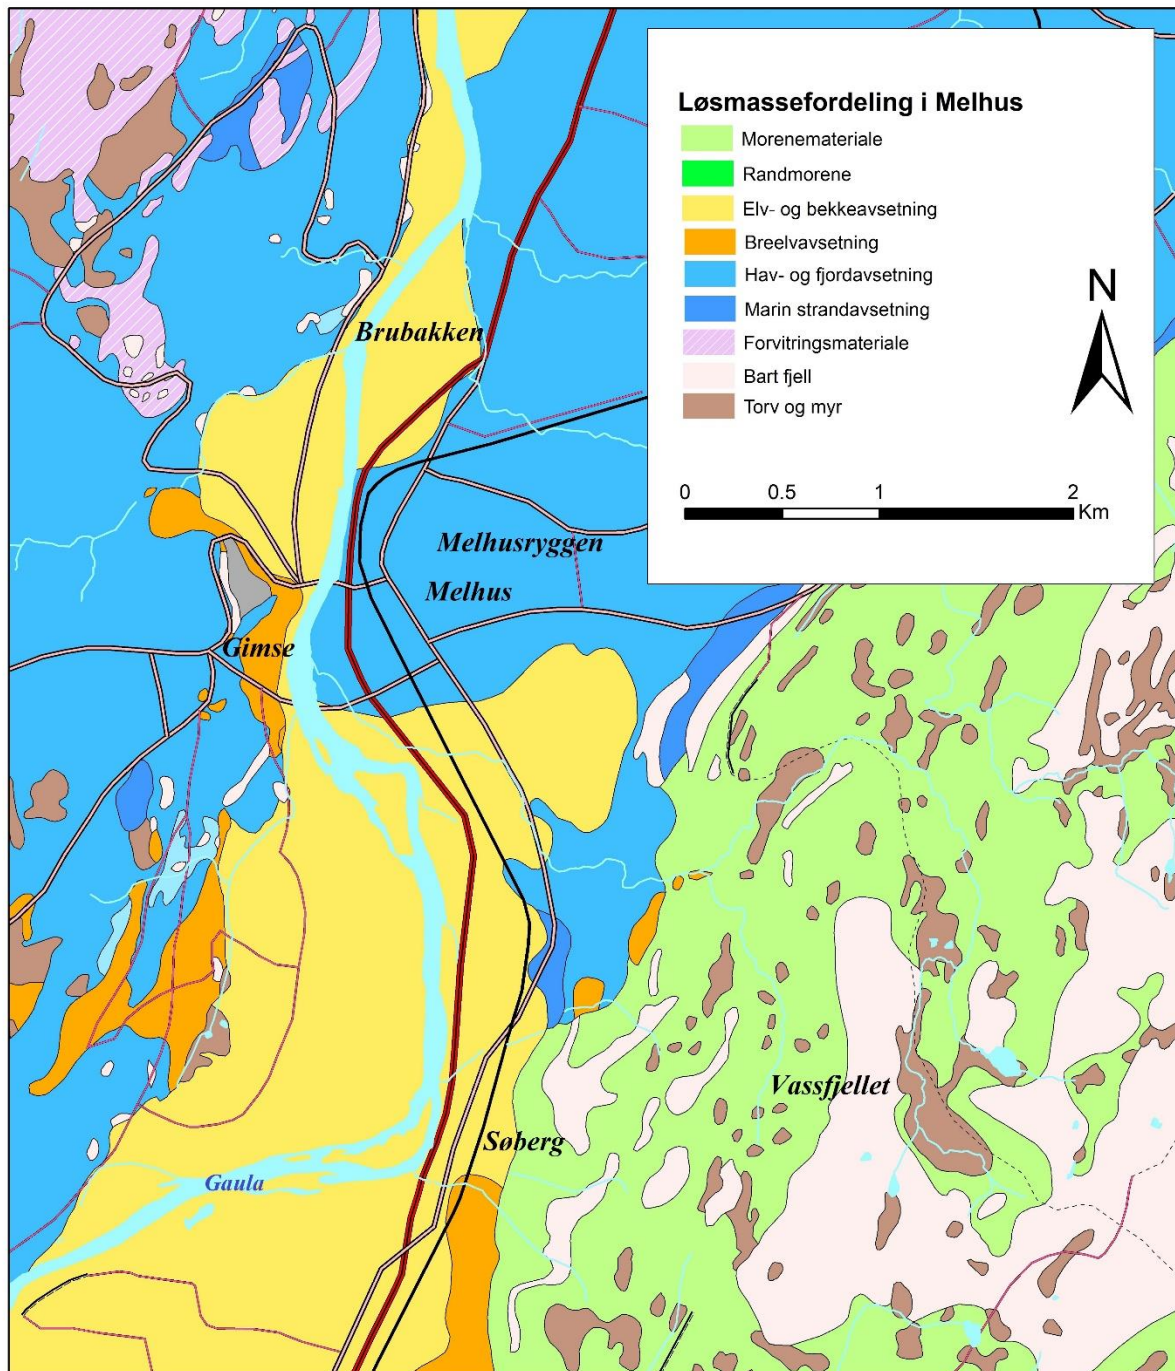 Løsmassefordeling i Melhus
Morenemateriale
Randmorene
Elv- og bekkeavsetning
Breelvavsetning
Hav- og fjordavsetning
Marin strandavsetning
Forvitringsmateriale
Bart fjell
Torv og myr
N
0 0.5 1 2
Km
Brubakken
Melhusryggen
Melhus
Gimse
Vassfjellet
Søberg
Gaula